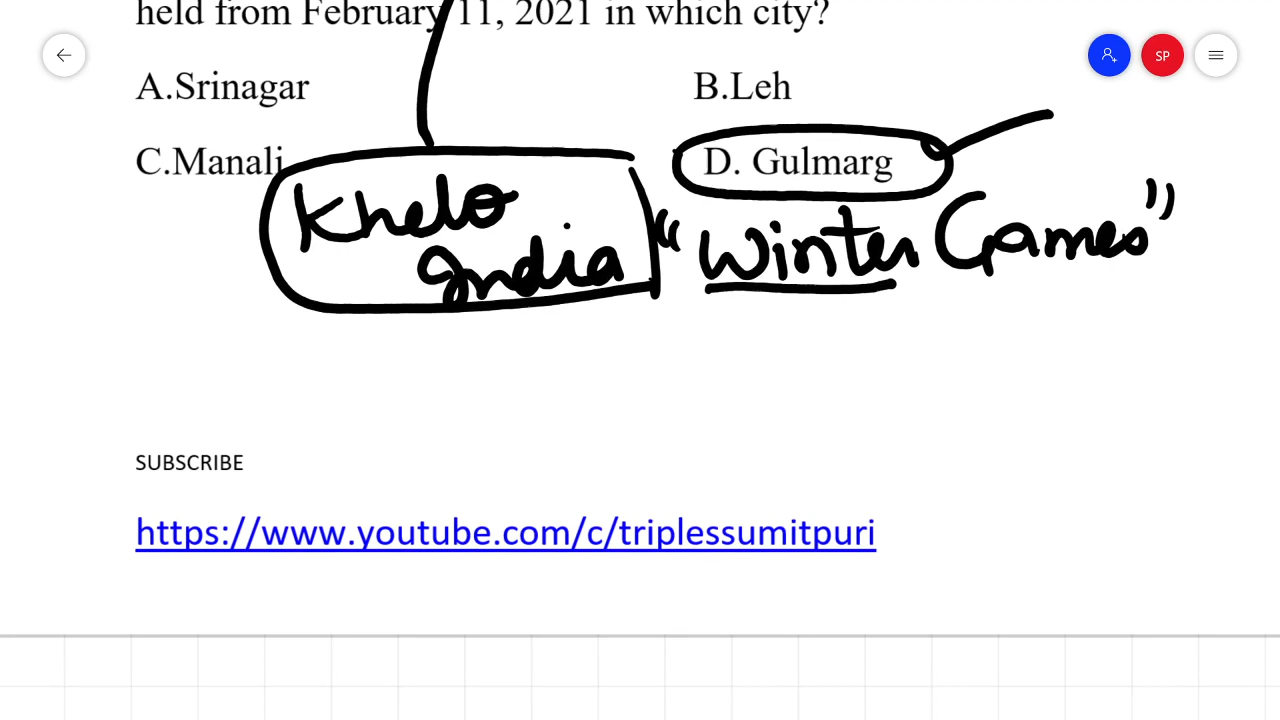 held from February 11, 2021 in which city?
A.Srinagar B.Leh
C.Manali D. Gulmarg
Khelo
India "Winter Games"
SP
SUBSCRIBE
https://www.youtube.com/c/triplessumitpuri